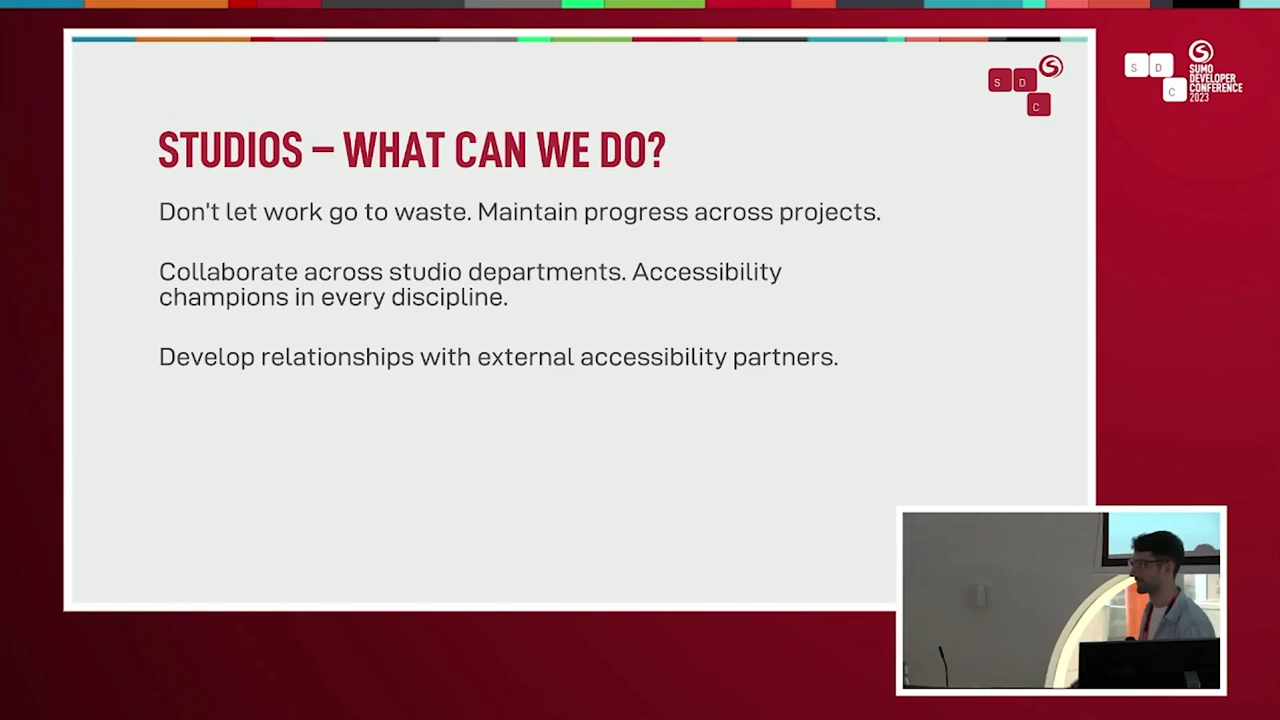 S D C
S D C
SUMO
DEVELOPER
CONFERENCE
2023
STUDIOS – WHAT CAN WE DO?
Don't let work go to waste. Maintain progress across projects.
Collaborate across studio departments. Accessibility
champions in every discipline.
Develop relationships with external accessibility partners.